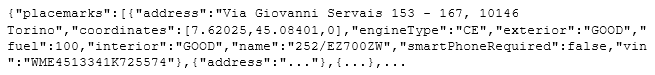 {"placemarks":[{"address":"Via Giovanni Servais 153 - 167, 10146
Torino","coordinates":[7.62025,45.08401,0],"engineType":"CE","exterior":"GOOD","
fuel":100,"interior":"GOOD","name":"252/EZ700ZW","smartPhoneRequired":false,"vin
":"WME4513341K725574"},{"address":"..."},{...},...